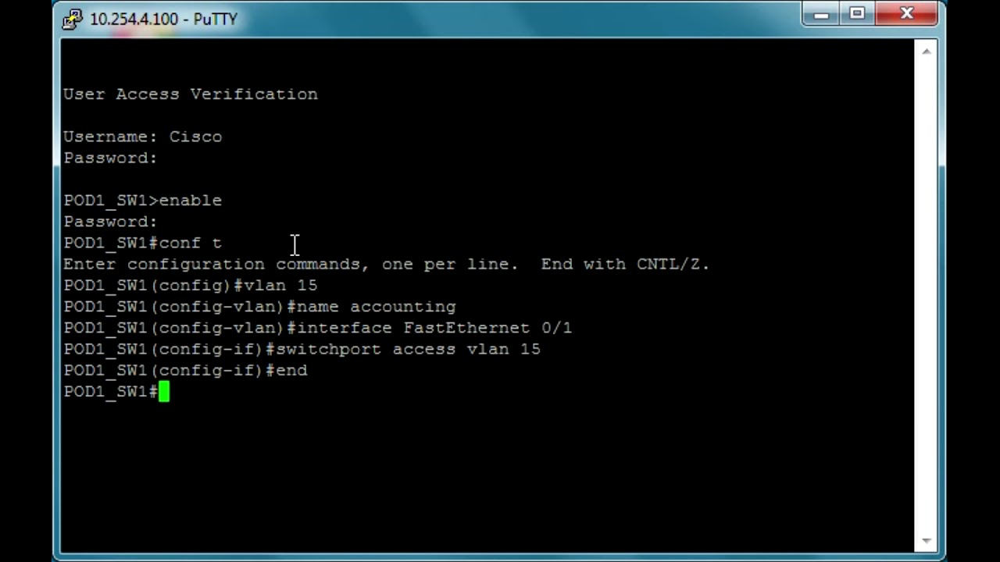 10.254.4.100 - PuTTY
User Access Verification
Username: Cisco
Password:
POD1_SW1>enable
Password:
POD1_SW1#conf t
Enter configuration commands, one per line.  End with CNTL/Z.
POD1_SW1(config)#vlan 15
POD1_SW1(config-vlan)#name accounting
POD1_SW1(config-vlan)#interface FastEthernet 0/1
POD1_SW1(config-if)#switchport access vlan 15
POD1_SW1(config-if)#end
POD1_SW1#